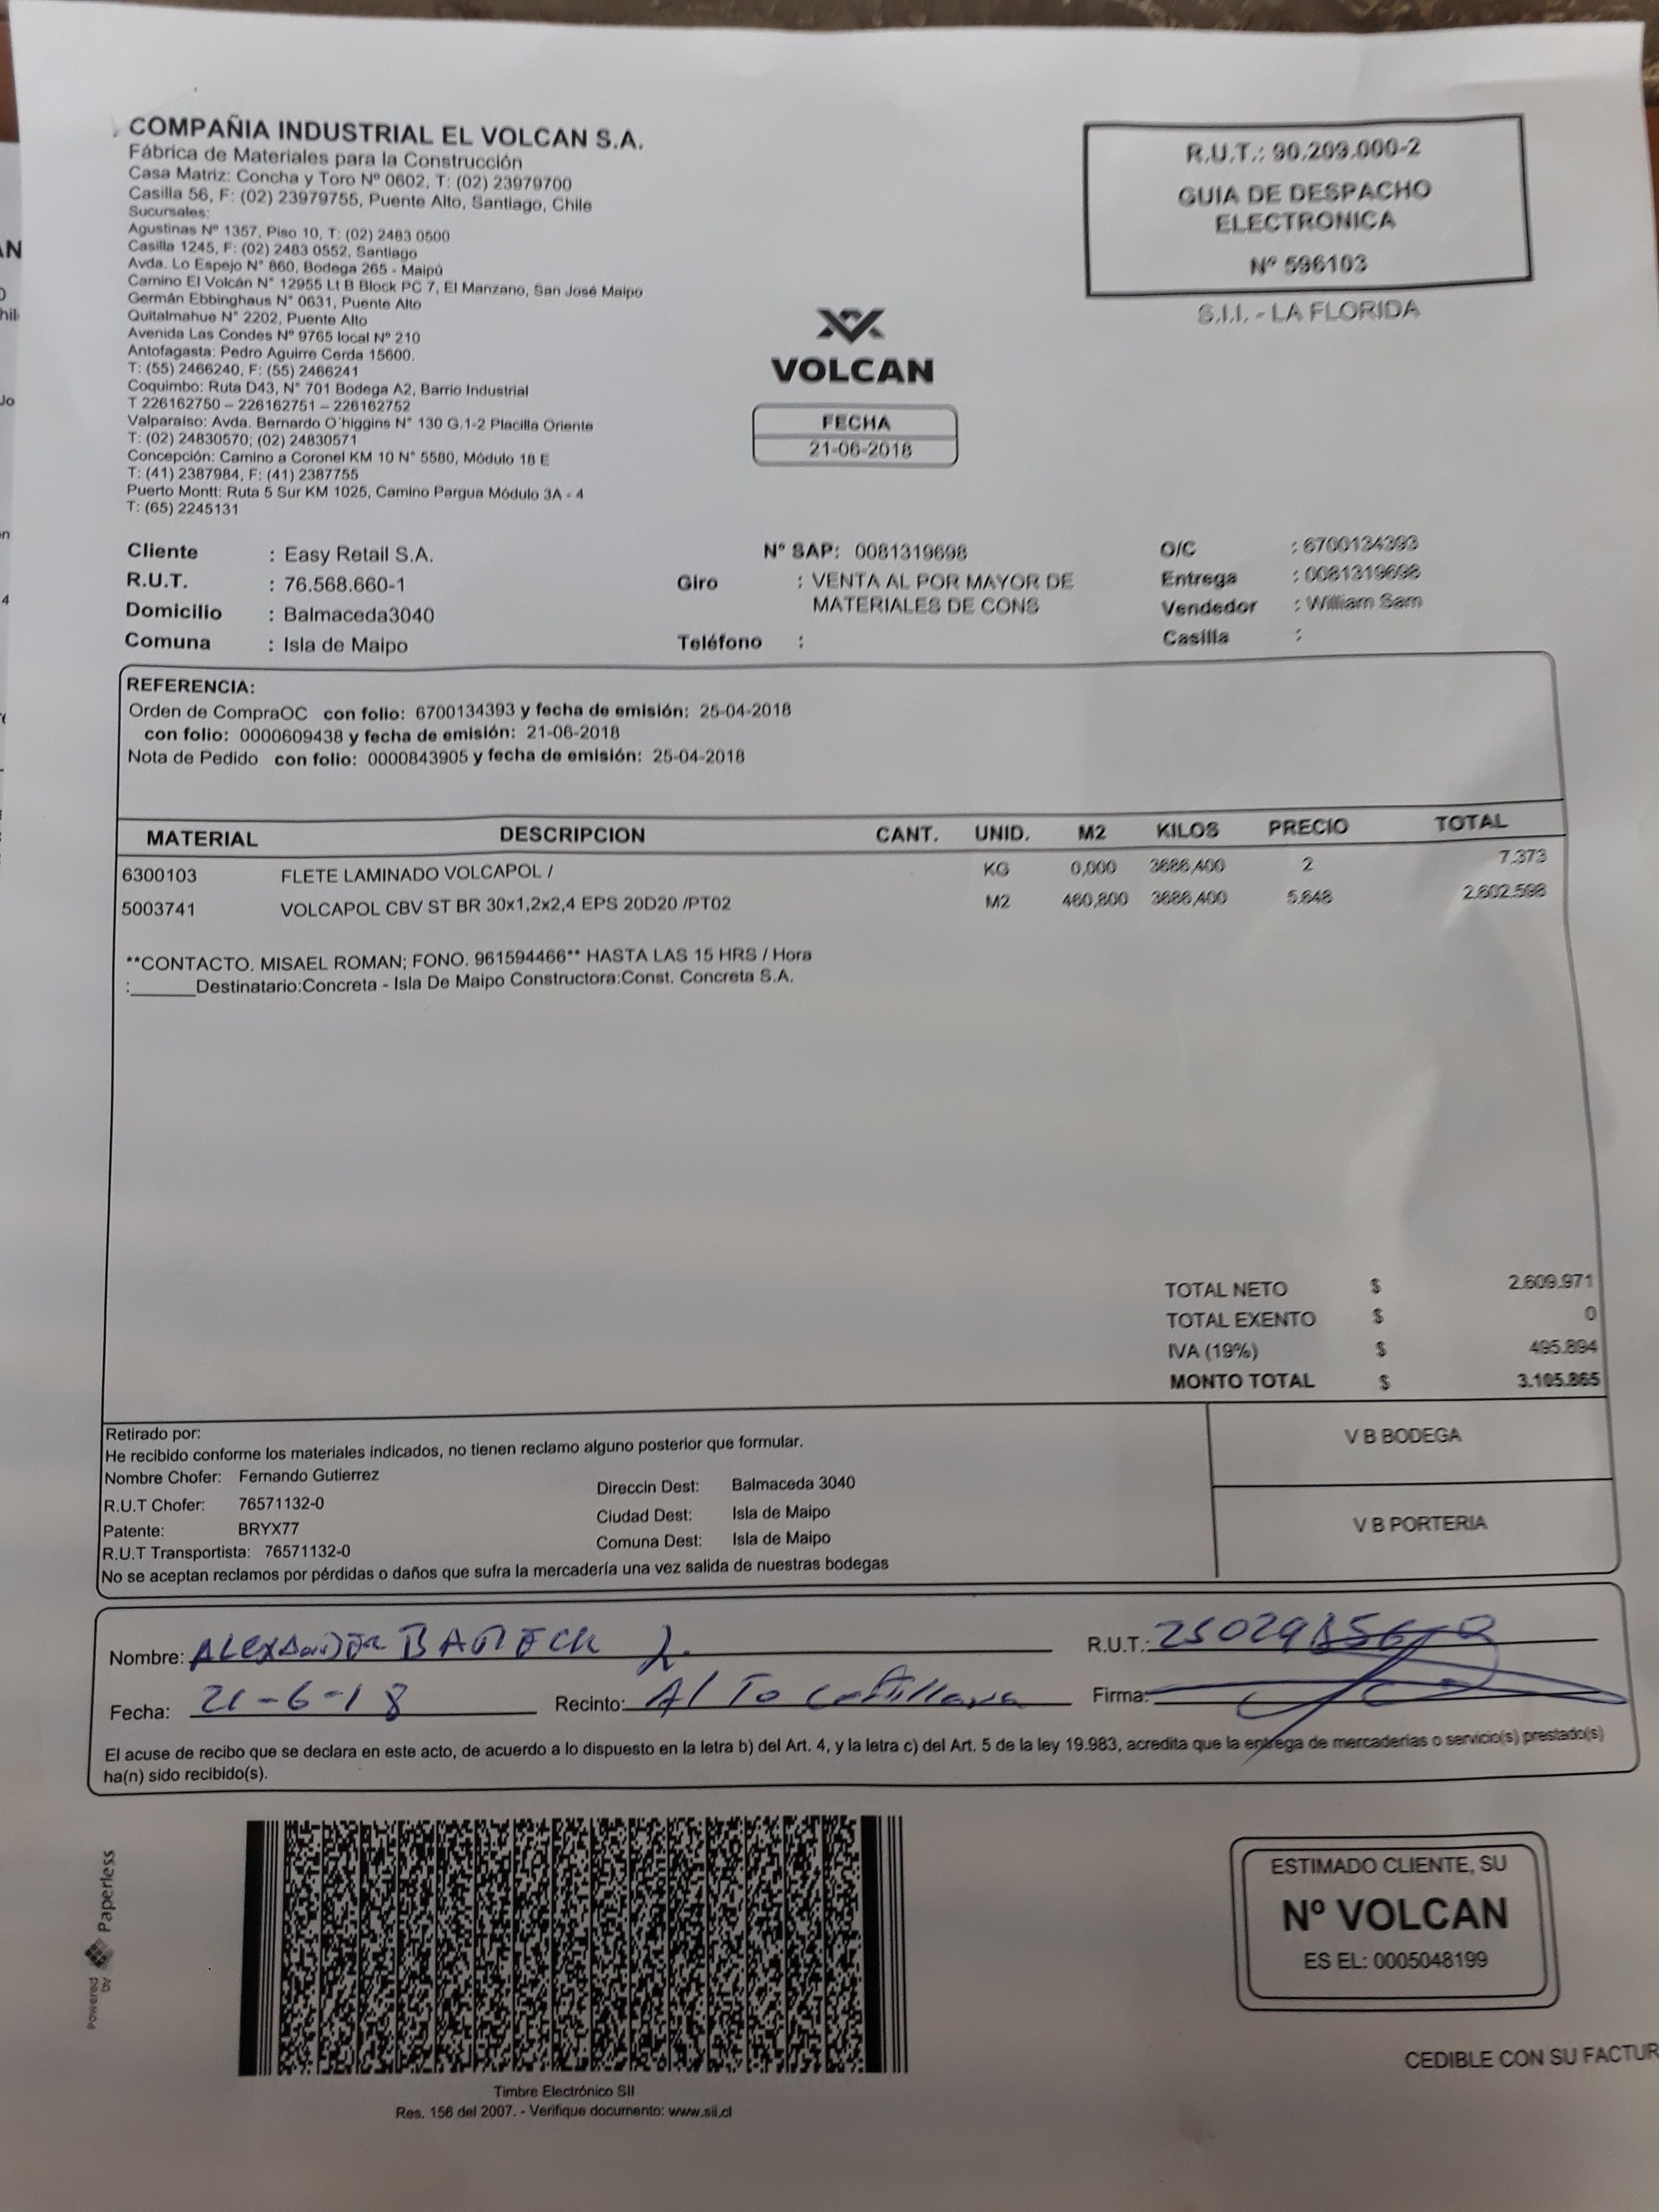 COMPAÑIA INDUSTRIAL EL VOLCAN S.A.
Fábrica de Materiales para la Construcción
Casa Matriz: Concha y Toro Nº 0602, T: (02) 23979700
Casilla 56, F: (02) 23979755, Puente Alto, Santiago, Chile
Sucursales:
Agustinas Nº 1357, Piso 10, T: (02) 2483 0500
Casilla 1245, F: (02) 2483 0552, Santiago
Avda. Lo Espejo N° 860, Bodega 265 - Maipú
Camino El Volcán N° 12955 Lt B Block PC 7, El Manzano, San José Maipo
Germán Ebbinghaus N° 0631, Puente Alto
Quitalmahue N° 2202, Puente Alto
Avenida Las Condes Nº 9765 local Nº 210
Antofagasta: Pedro Aguirre Cerda 15600.
T: (55) 2466240, F: (55) 2466241
Coquimbo: Ruta D43, N° 701 Bodega A2, Barrio Industrial
T 226162750 – 226162751 – 226162752
Valparaíso: Avda. Bernardo O'higgins N° 130 G.1-2 Placilla Oriente
T: (02) 24830570; (02) 24830571
Concepción: Camino a Coronel KM 10 N° 5580, Módulo 18 E
T: (41) 2387984, F: (41) 2387755
Puerto Montt: Ruta 5 Sur KM 1025, Camino Pargua Módulo 3A - 4
T: (65) 2245131
R.U.T.: 90.209.000-2
GUIA DE DESPACHO
ELECTRONICA
Nº 596103
S.I.I. - LA FLORIDA
VOLCAN
FECHA
21-06-2018
Cliente : Easy Retail S.A. N° SAP: 0081319698 O/C : 6700134393
R.U.T. : 76.568.660-1 Giro : VENTA AL POR MAYOR DE Entrega : 0081319698
Domicilio : Balmaceda3040 MATERIALES DE CONS Vendedor : William Sam
Comuna : Isla de Maipo Teléfono : Casilla :
REFERENCIA:
Orden de CompraOC con folio: 6700134393 y fecha de emisión: 25-04-2018
con folio: 0000609438 y fecha de emisión: 21-06-2018
Nota de Pedido con folio: 0000843905 y fecha de emisión: 25-04-2018
MATERIAL DESCRIPCION CANT. UNID. M2 KILOS PRECIO TOTAL
6300103 FLETE LAMINADO VOLCAPOL / KG 0,000 3686,400 2 7.373
5003741 VOLCAPOL CBV ST BR 30x1,2x2,4 EPS 20D20 /PT02 M2 460,800 3686,400 5.648 2.602.598
**CONTACTO. MISAEL ROMAN; FONO. 961594466** HASTA LAS 15 HRS / Hora
:______Destinatario:Concreta - Isla De Maipo Constructora:Const. Concreta S.A.
TOTAL NETO $ 2.609.971
TOTAL EXENTO $ 0
IVA (19%) $ 495.894
MONTO TOTAL $ 3.105.865
Retirado por:
He recibido conforme los materiales indicados, no tienen reclamo alguno posterior que formular.
Nombre Chofer: Fernando Gutierrez Direccin Dest: Balmaceda 3040
R.U.T Chofer: 76571132-0 Ciudad Dest: Isla de Maipo
Patente: BRYX77 Comuna Dest: Isla de Maipo
R.U.T Transportista: 76571132-0
No se aceptan reclamos por pérdidas o daños que sufra la mercadería una vez salida de nuestras bodegas
V B BODEGA
V B PORTERIA
Nombre: R.U.T.:
Fecha: 21-6-18 Recinto: Alto Firma:
El acuse de recibo que se declara en este acto, de acuerdo a lo dispuesto en la letra b) del Art. 4, y la letra c) del Art. 5 de la ley 19.983, acredita que la entrega de mercaderías o servicio(s) prestado(s)
ha(n) sido recibido(s).
Powered by Paperless
Timbre Electrónico SII
Res. 156 del 2007. - Verifique documento: www.sii.cl
ESTIMADO CLIENTE, SU
Nº VOLCAN
ES EL: 0005048199
CEDIBLE CON SU FACTUR